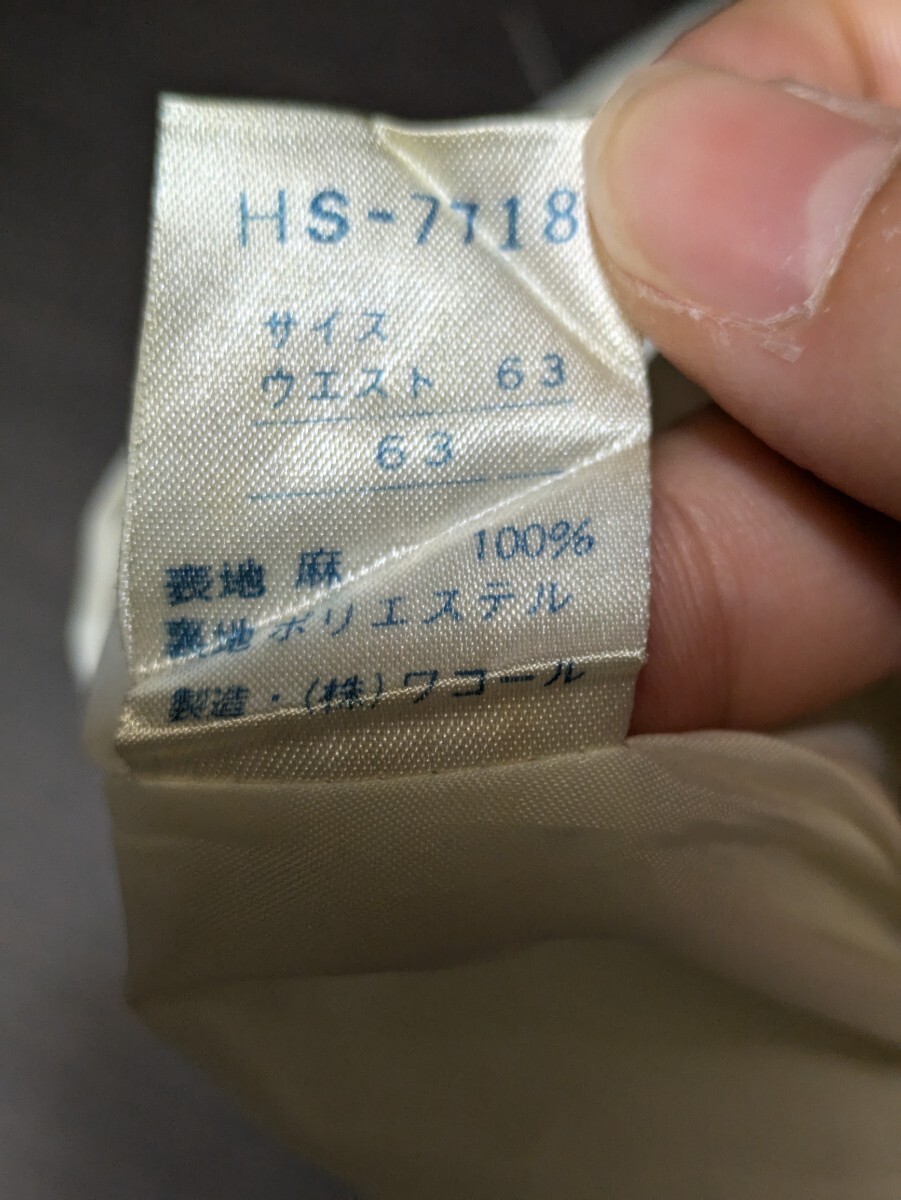 HS-7718
サイズ
ウエスト 63
63
表地 麻 100%
裏地 ポリエステル
製造・(株)ワコール